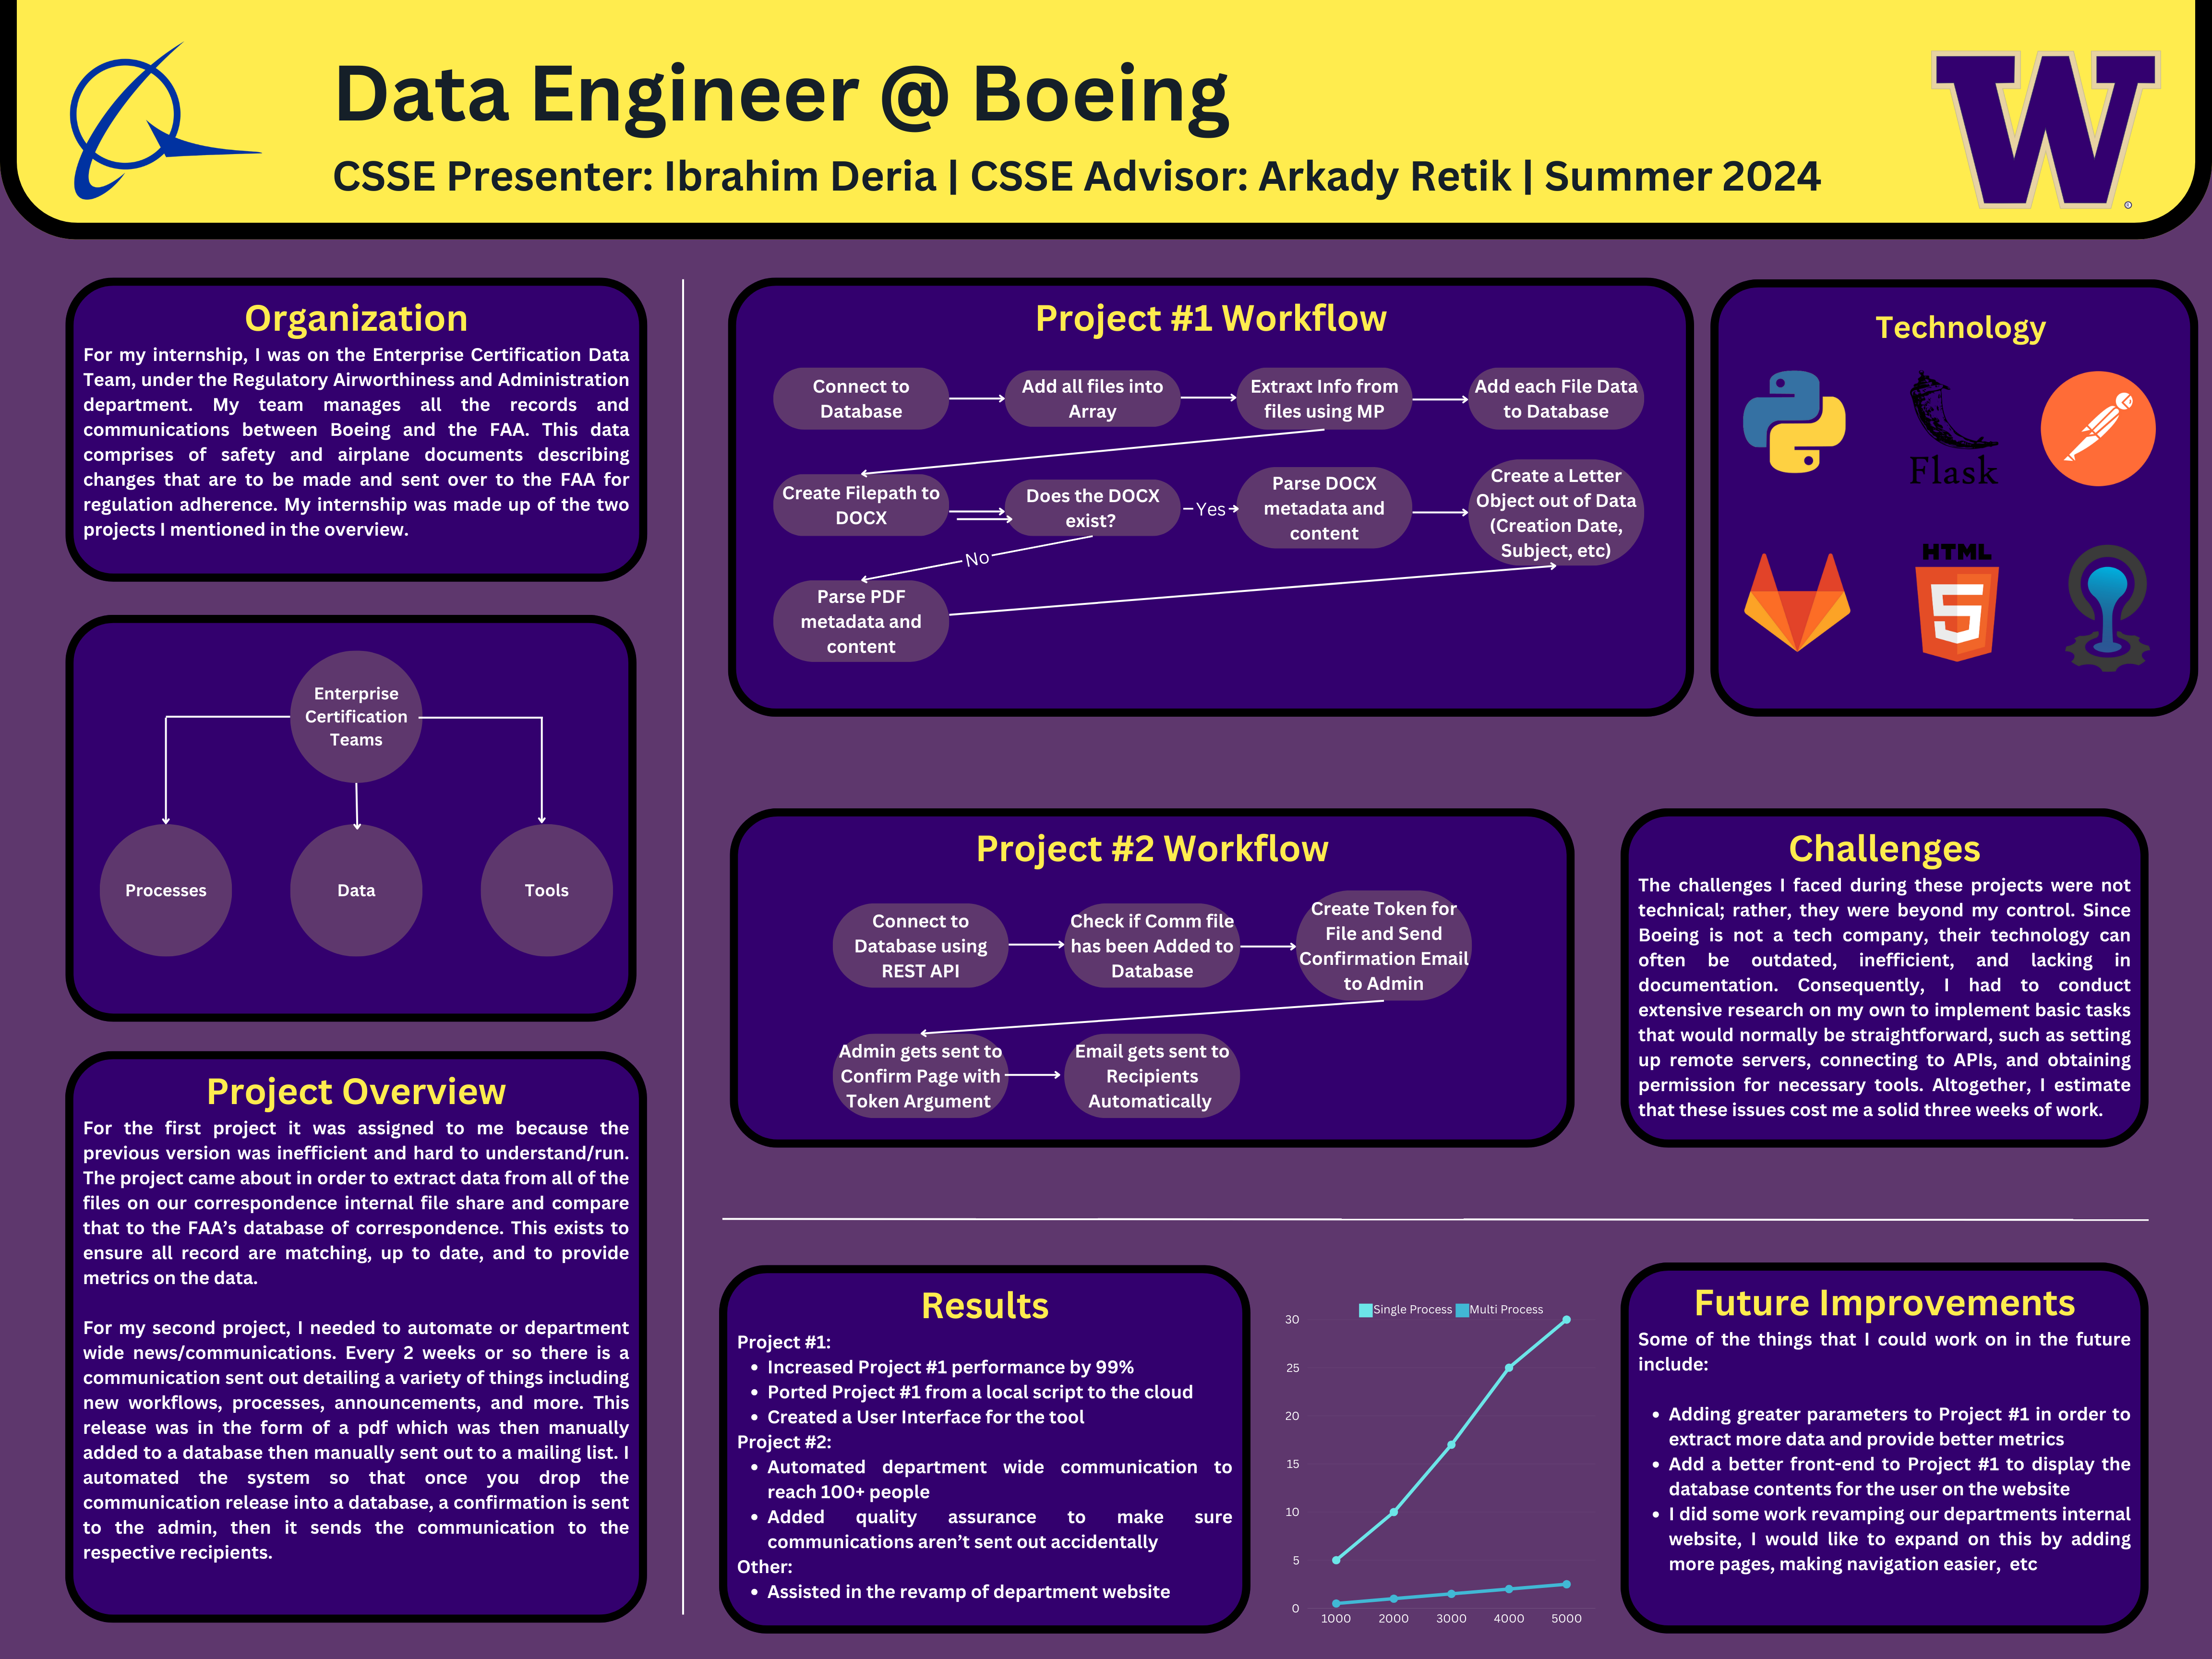 Data Engineer @ Boeing
CSSE Presenter: Ibrahim Deria | CSSE Advisor: Arkady Retik | Summer 2024
W
®
Organization
For my internship, I was on the Enterprise Certification Data
Team, under the Regulatory Airworthiness and Administration
department. My team manages all the records and
communications between Boeing and the FAA. This data
comprises of safety and airplane documents describing
changes that are to be made and sent over to the FAA for
regulation adherence. My internship was made up of the two
projects I mentioned in the overview.
Enterprise
Certification
Teams
Processes
Data
Tools
Project Overview
For the first project it was assigned to me because the
previous version was inefficient and hard to understand/run.
The project came about in order to extract data from all of the
files on our correspondence internal file share and compare
that to the FAA's database of correspondence. This exists to
ensure all record are matching, up to date, and to provide
metrics on the data.
For my second project, I needed to automate or department
wide news/communications. Every 2 weeks or so there is a
communication sent out detailing a variety of things including
new workflows, processes, announcements, and more. This
release was in the form of a pdf which was then manually
added to a database then manually sent out to a mailing list. I
automated the system so that once you drop the
communication release into a database, a confirmation is sent
to the admin, then it sends the communication to the
respective recipients.
Project #1 Workflow
Connect to
Database
Add all files into
Array
Extraxt Info from
files using MP
Add each File Data
to Database
Create Filepath to
DOCX
Does the DOCX
exist?
Yes
Parse DOCX
metadata and
content
Create a Letter
Object out of Data
(Creation Date,
Subject, etc)
No
Parse PDF
metadata and
content
Technology
Flask
HTML
5
Project #2 Workflow
Connect to
Database using
REST API
Check if Comm file
has been Added to
Database
Create Token for
File and Send
Confirmation Email
to Admin
Admin gets sent to
Confirm Page with
Token Argument
Email gets sent to
Recipients
Automatically
Challenges
The challenges I faced during these projects were not
technical; rather, they were beyond my control. Since
Boeing is not a tech company, their technology can
often be outdated, inefficient, and lacking in
documentation. Consequently, I had to conduct
extensive research on my own to implement basic tasks
that would normally be straightforward, such as setting
up remote servers, connecting to APIs, and obtaining
permission for necessary tools. Altogether, I estimate
that these issues cost me a solid three weeks of work.
Results
Project #1:
• Increased Project #1 performance by 99%
• Ported Project #1 from a local script to the cloud
• Created a User Interface for the tool
Project #2:
• Automated department wide communication to
reach 100+ people
• Added quality assurance to make sure
communications aren't sent out accidentally
Other:
• Assisted in the revamp of department website
Single Process Multi Process
30
25
20
15
10
5
0
1000 2000 3000 4000 5000
Future Improvements
Some of the things that I could work on in the future
include:
• Adding greater parameters to Project #1 in order to
extract more data and provide better metrics
• Add a better front-end to Project #1 to display the
database contents for the user on the website
• I did some work revamping our departments internal
website, I would like to expand on this by adding
more pages, making navigation easier, etc